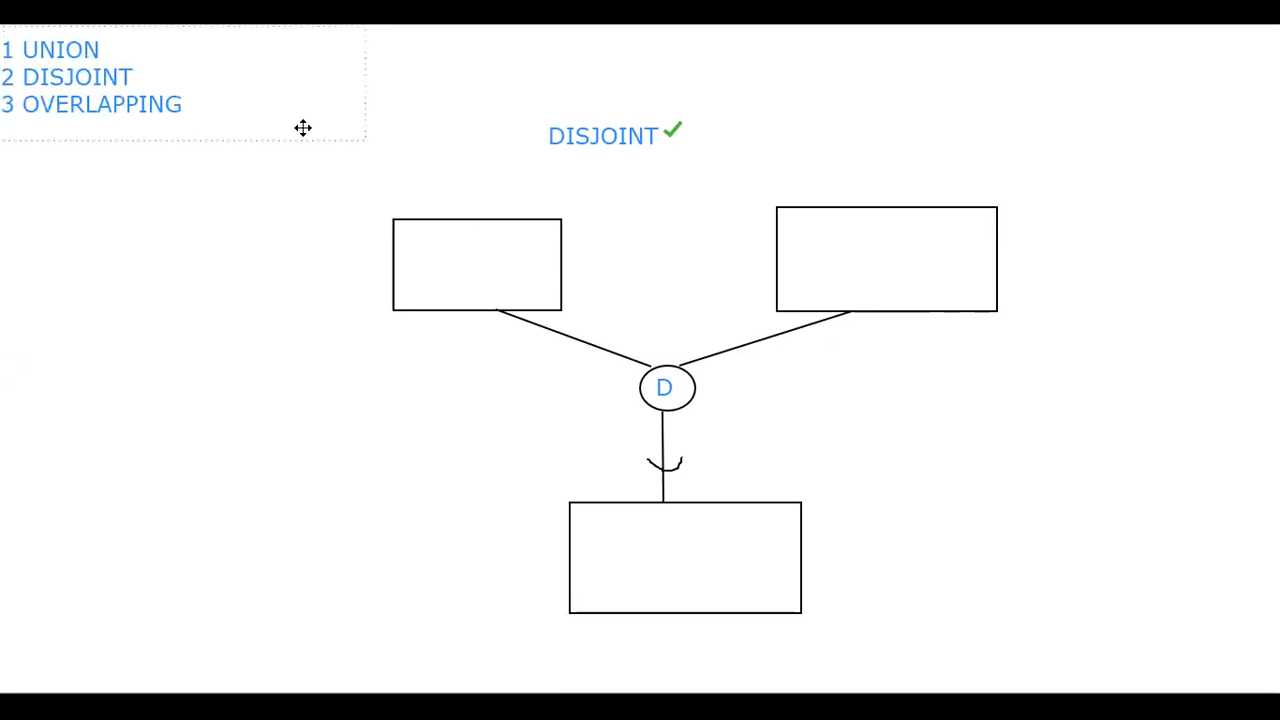 1 UNION
2 DISJOINT
3 OVERLAPPING
DISJOINT
D